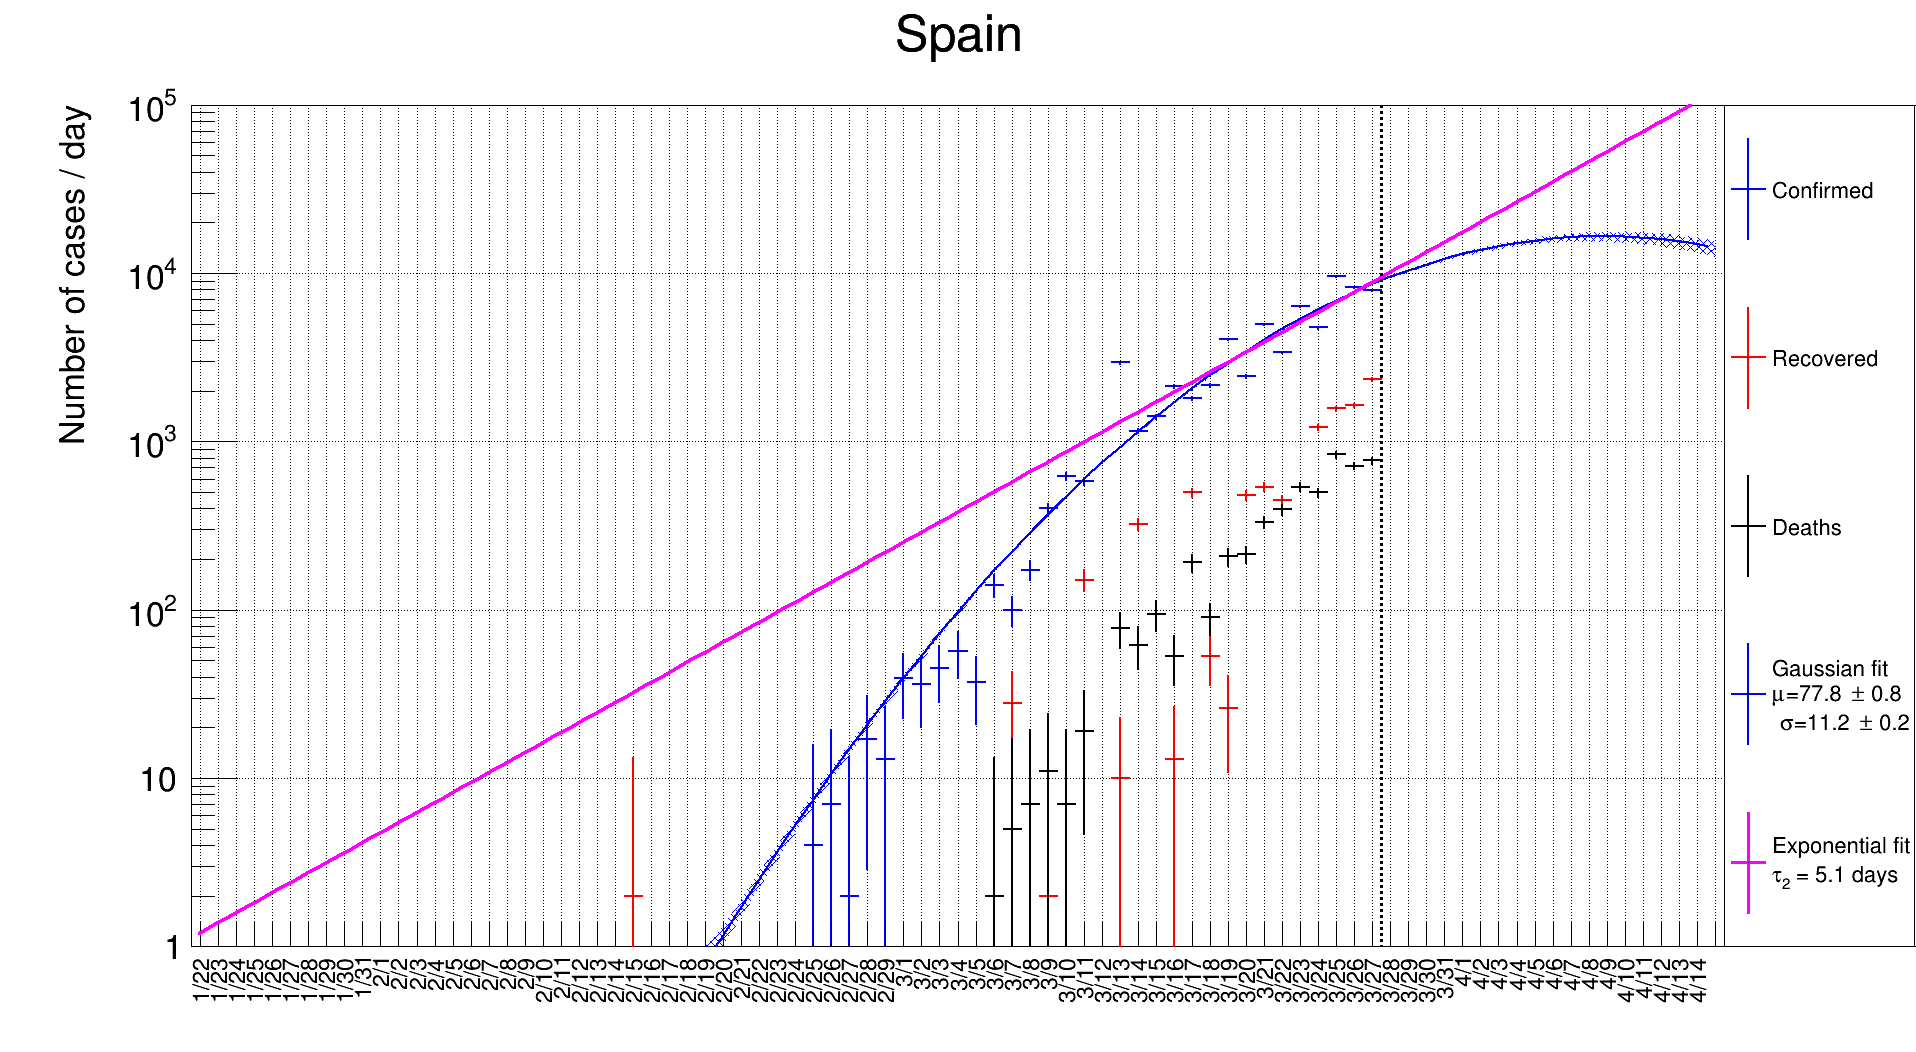 Spain
Number of cases / day
10^5
10^4
10^3
10^2
10
1
1/22 1/23 1/24 1/25 1/26 1/27 1/28 1/29 1/30 1/31 2/1 2/2 2/3 2/4 2/5 2/6 2/7 2/8 2/9 2/10 2/11 2/12 2/13 2/14 2/15 2/16 2/17 2/18 2/19 2/20 2/21 2/22 2/23 2/24 2/25 2/26 2/27 2/28 2/29 3/1 3/2 3/3 3/4 3/5 3/6 3/7 3/8 3/9 3/10 3/11 3/12 3/13 3/14 3/15 3/16 3/17 3/18 3/19 3/20 3/21 3/22 3/23 3/24 3/25 3/26 3/27 3/28 3/29 3/30 3/31 4/1 4/2 4/3 4/4 4/5 4/6 4/7 4/8 4/9 4/10 4/11 4/12 4/13 4/14
Confirmed
Recovered
Deaths
Gaussian fit
μ=77.8 ± 0.8
σ=11.2 ± 0.2
Exponential fit
τ₂ = 5.1 days